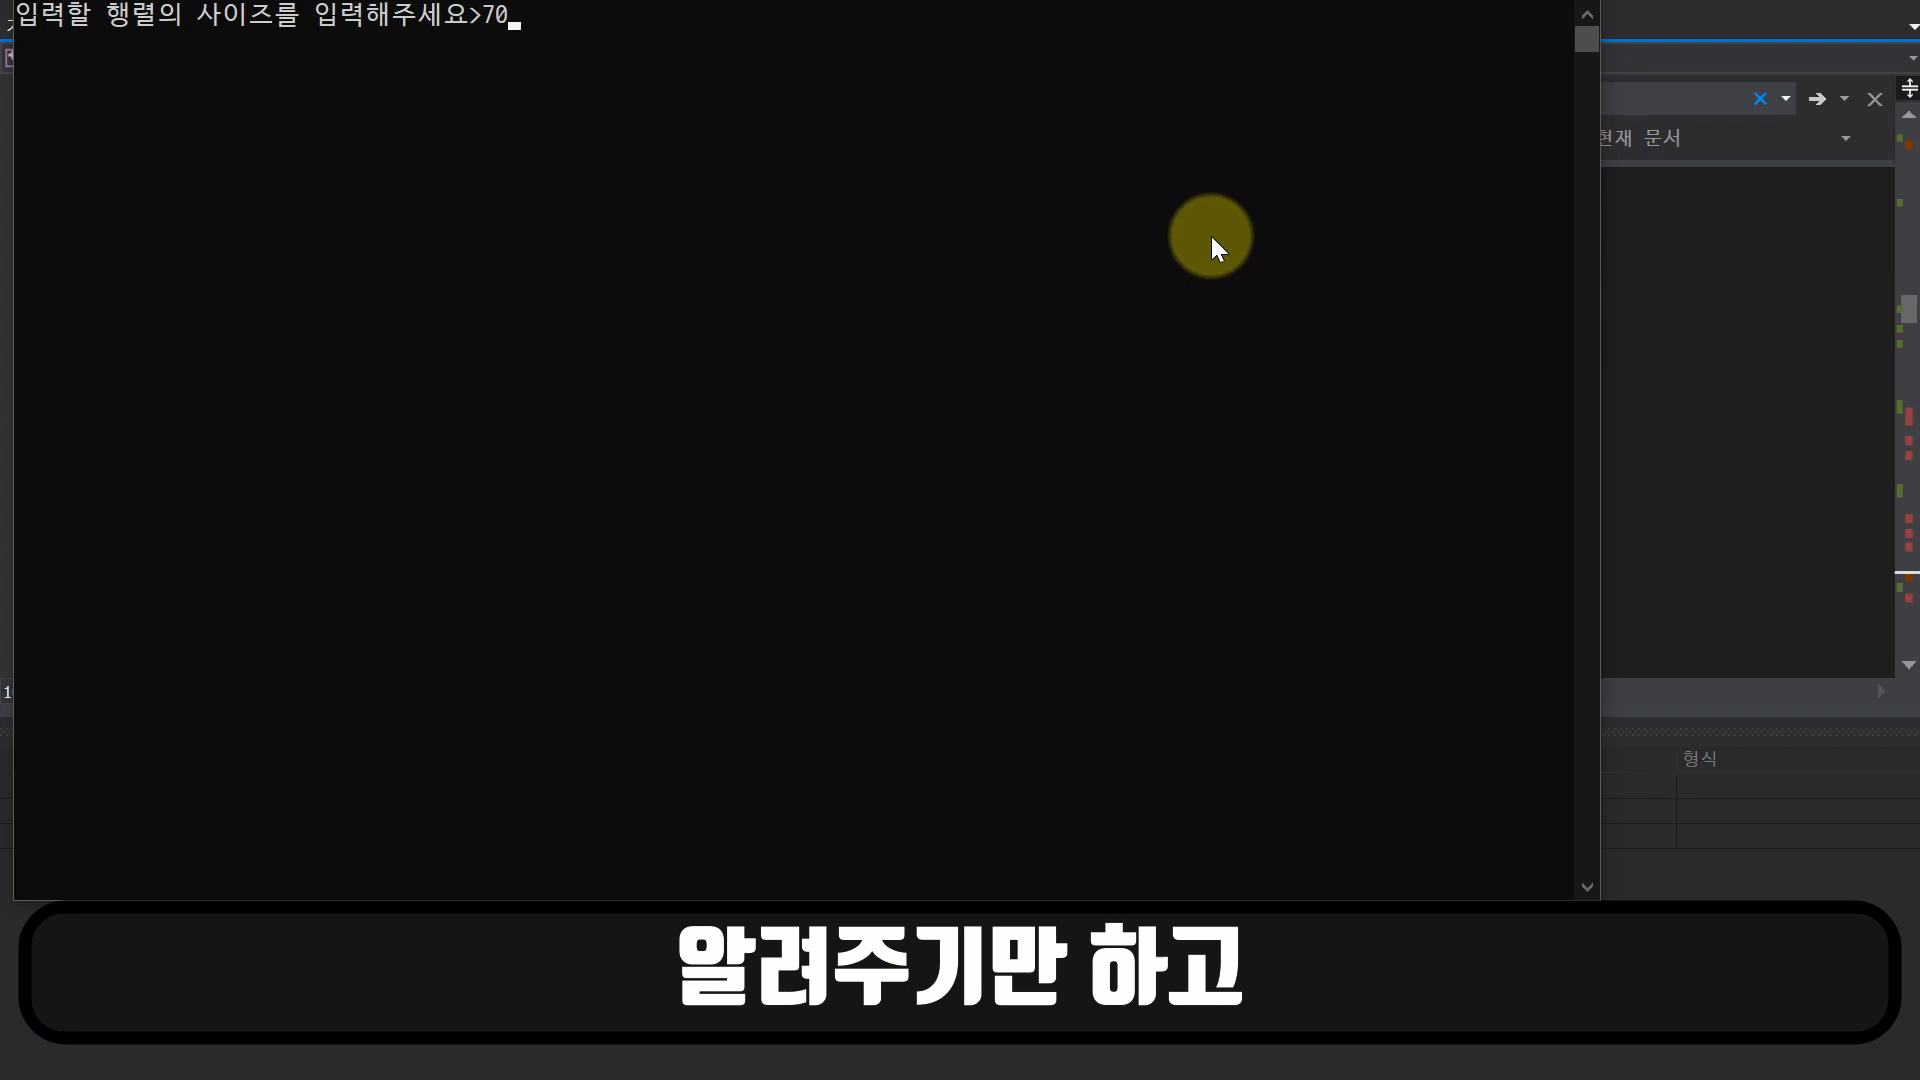 입력할 행렬의 사이즈를 입력해주세요>70
현재 문서
형식
알려주기만 하고